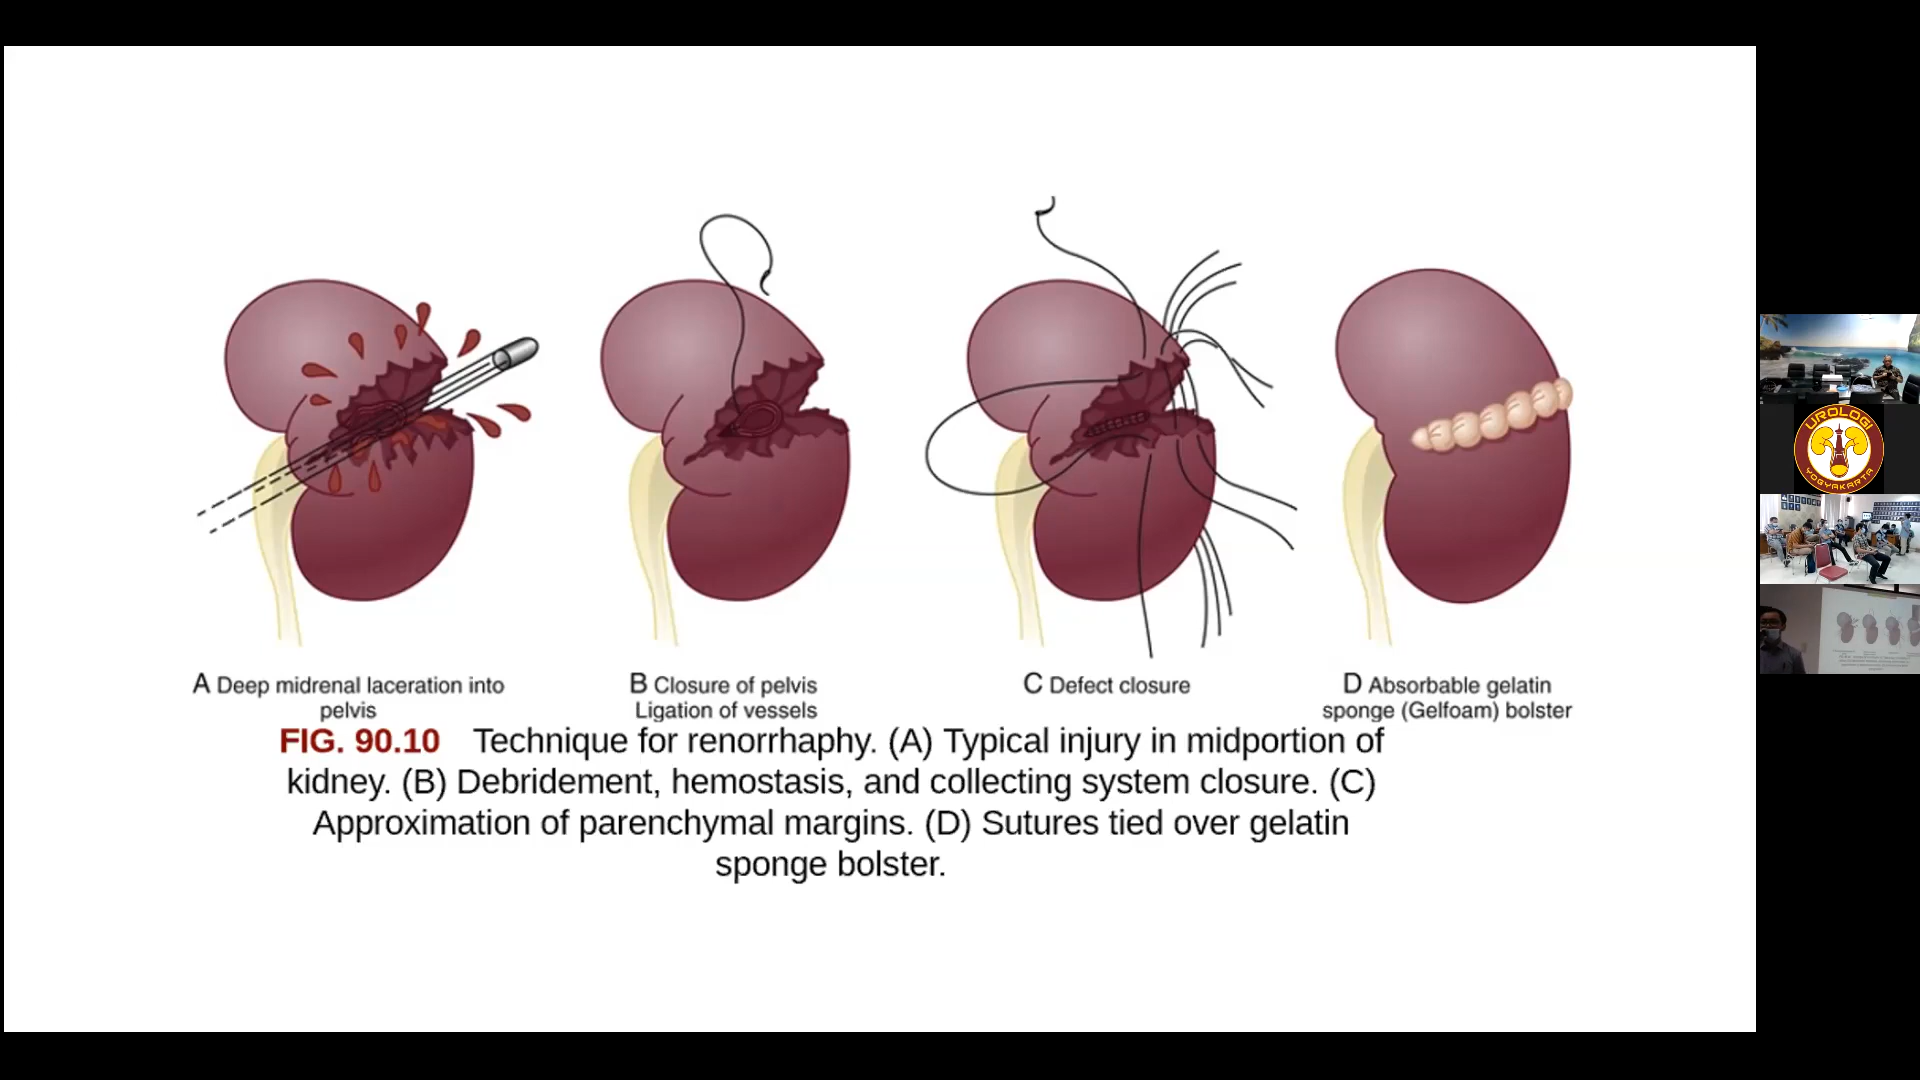 A Deep midrenal laceration into
pelvis
B Closure of pelvis
Ligation of vessels
C Defect closure
D Absorbable gelatin
sponge (Gelfoam) bolster
FIG. 90.10 Technique for renorrhaphy. (A) Typical injury in midportion of
kidney. (B) Debridement, hemostasis, and collecting system closure. (C)
Approximation of parenchymal margins. (D) Sutures tied over gelatin
sponge bolster.
UROLOGI
YOGYAKARTA